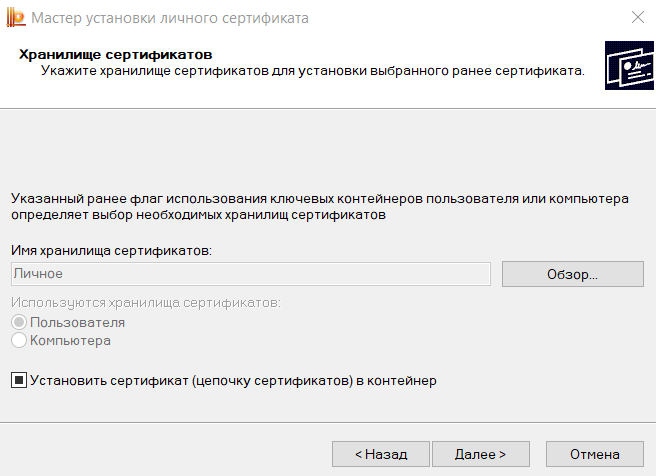 Мастер установки личного сертификата
Хранилище сертификатов
Укажите хранилище сертификатов для установки выбранного ранее сертификата.
Указанный ранее флаг использования ключевых контейнеров пользователя или компьютера
определяет выбор необходимых хранилищ сертификатов
Имя хранилища сертификатов:
Личное
Обзор...
Используются хранилища сертификатов:
Пользователя
Компьютера
Установить сертификат (цепочку сертификатов) в контейнер
< Назад
Далее >
Отмена